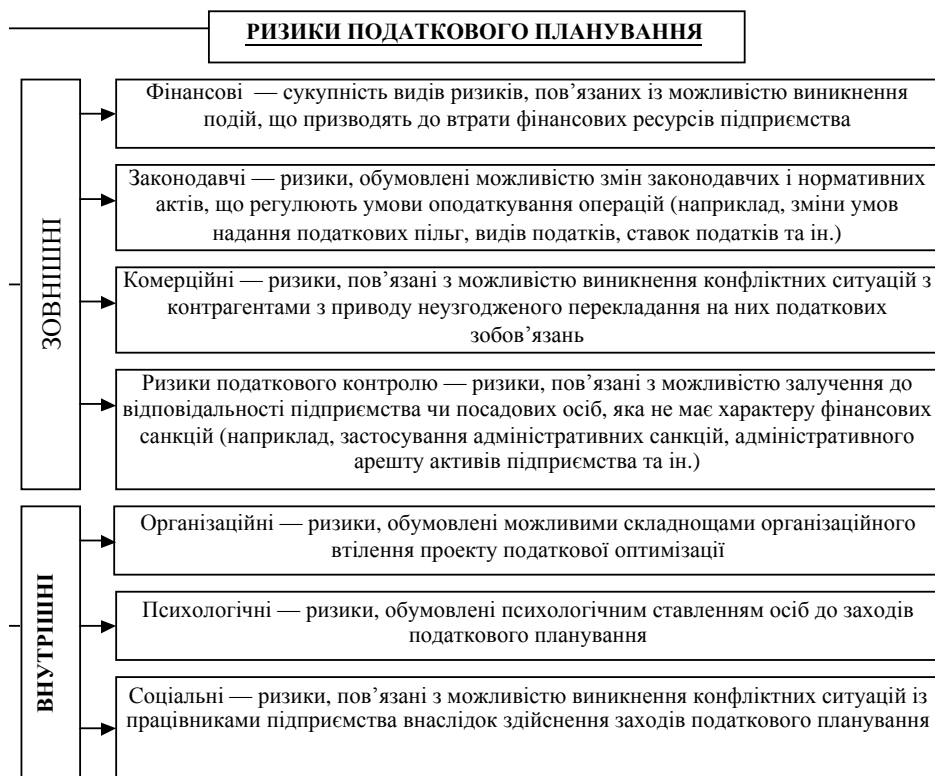 РИЗИКИ ПОДАТКОВОГО ПЛАНУВАННЯ
ЗОВНІШНІ
Фінансові — сукупність видів ризиків, пов’язаних із можливістю виникнення
подій, що призводять до втрати фінансових ресурсів підприємства
Законодавчі — ризики, обумовлені можливістю змін законодавчих і нормативних
актів, що регулюють умови оподаткування операцій (наприклад, зміни умов
надання податкових пільг, видів податків, ставок податків та ін.)
Комерційні — ризики, пов’язані з можливістю виникнення конфліктних ситуацій з
контрагентами з приводу неузгодженого перекладання на них податкових
зобов’язань
Ризики податкового контролю — ризики, пов’язані з можливістю залучення до
відповідальності підприємства чи посадових осіб, яка не має характеру фінансових
санкцій (наприклад, застосування адміністративних санкцій, адміністративного
арешту активів підприємства та ін.)
ВНУТРІШНІ
Організаційні — ризики, обумовлені можливими складнощами організаційного
втілення проекту податкової оптимізації
Психологічні — ризики, обумовлені психологічним ставленням осіб до заходів
податкового планування
Соціальні — ризики, пов’язані з можливістю виникнення конфліктних ситуацій із
працівниками підприємства внаслідок здійснення заходів податкового планування